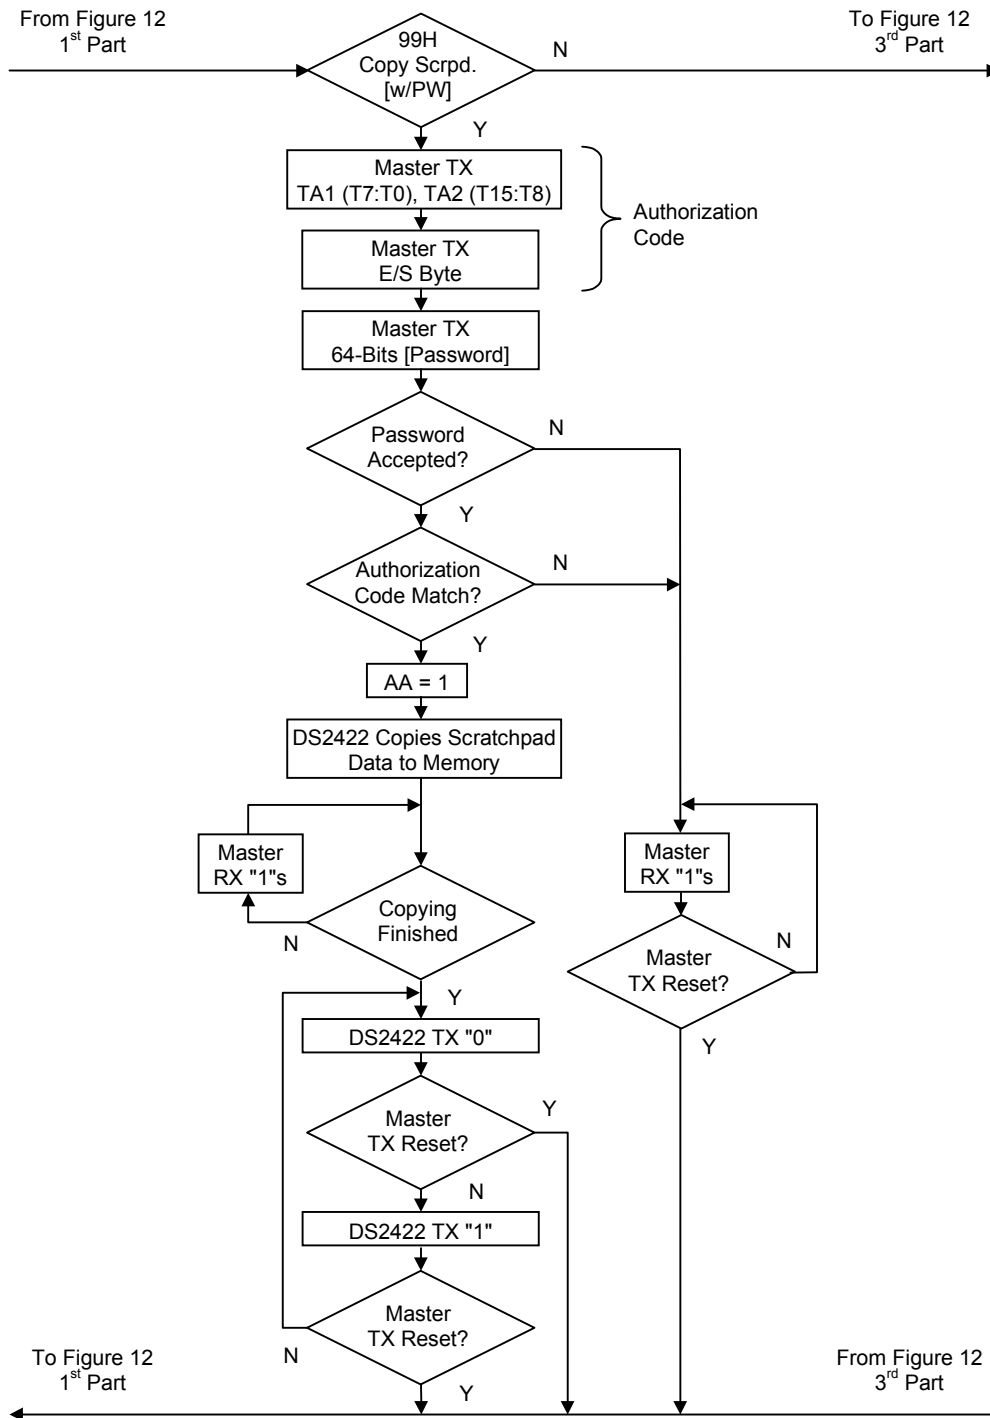 From Figure 12
1st Part
To Figure 12
3rd Part
99H
Copy Scrpd.
[w/PW]
N
Y
Master TX
TA1 (T7:T0), TA2 (T15:T8)
Authorization
Code
Master TX
E/S Byte
Master TX
64-Bits [Password]
Password
Accepted?
N
Y
Authorization
Code Match?
N
Y
AA = 1
DS2422 Copies Scratchpad
Data to Memory
Master
RX "1"s
Master
RX "1"s
Copying
Finished
N
Y
Master
TX Reset?
N
Y
DS2422 TX "0"
Master
TX Reset?
Y
N
DS2422 TX "1"
Master
TX Reset?
N
Y
To Figure 12
1st Part
From Figure 12
3rd Part